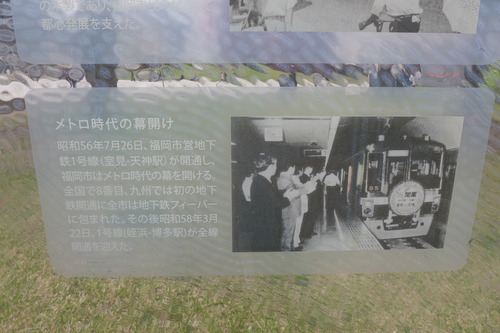 都心発展を支えた。
メトロ時代の幕開け
昭和56年7月26日、福岡市営地下
鉄1号線(室見-天神駅)が開通し、
福岡市はメトロ時代の幕を開ける。
全国で8番目、九州では初の地下
鉄開通に全市は地下鉄フィーバー
に包まれた。その後昭和58年3月
22日、1号線(姪浜-博多駅)が全線
開通を迎えた。